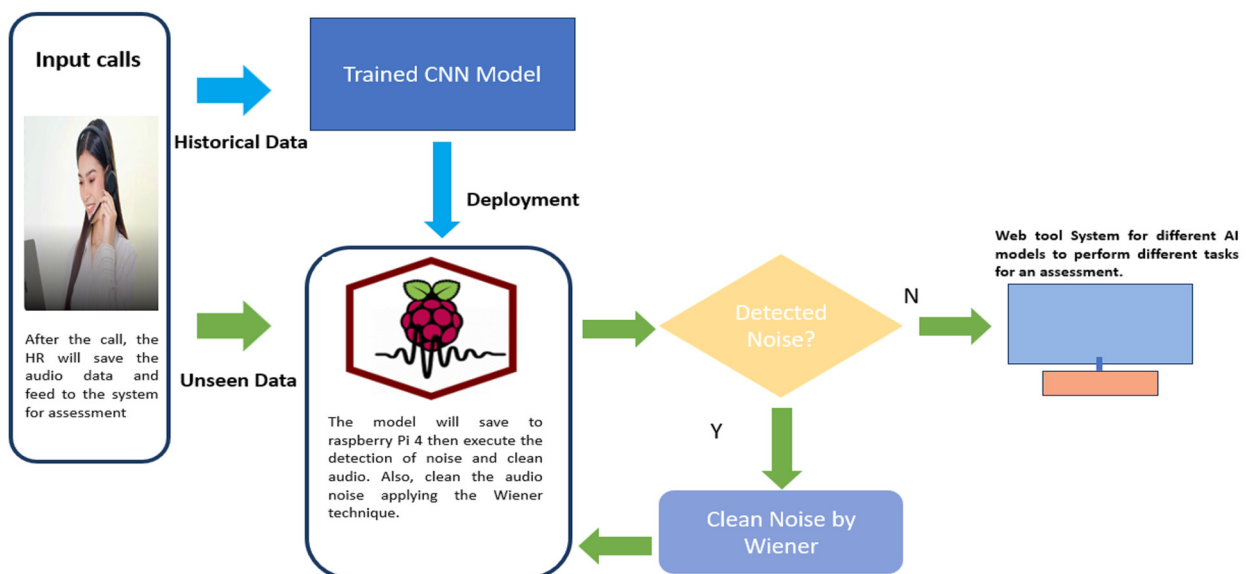 Input calls
After the call, the
HR will save the
audio data and
feed to the system
for assessment
Historical Data
Unseen Data
Trained CNN Model
Deployment
The model will save to
raspberry Pi 4 then execute the
detection of noise and clean
audio. Also, clean the audio
noise applying the Wiener
technique.
Detected
Noise?
N
Y
Clean Noise by
Wiener
Web tool System for different AI
models to perform different tasks
for an assessment.